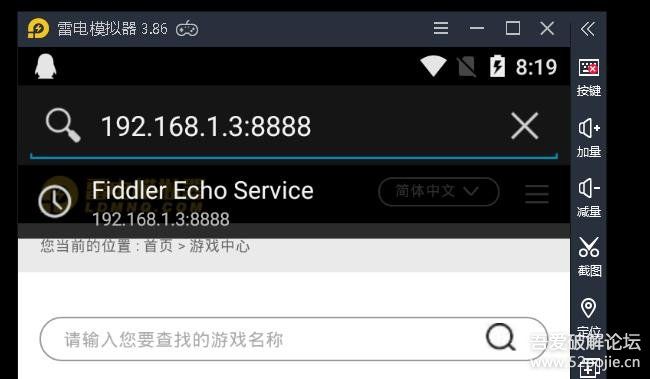 雷电模拟器 3.86
8:19
192.168.1.3:8888
按键
加量
Fiddler Echo Service
192.168.1.3:8888
LDMNQ.COM
简体中文
减量
您当前的位置 : 首页 > 游戏中心
截图
请输入您要查找的游戏名称
定位
吾爱破解论坛
www.52pojie.cn